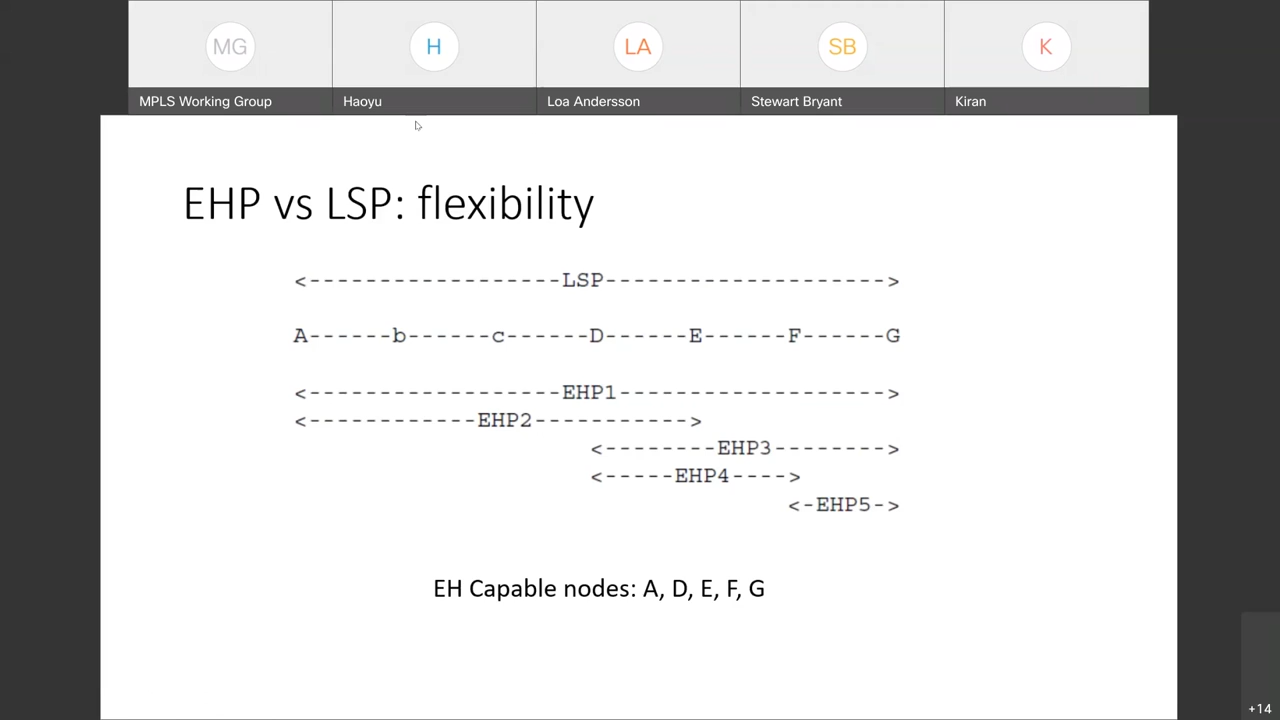 MG H LA SB K
MPLS Working Group Haoyu Loa Andersson Stewart Bryant Kiran
EHP vs LSP: flexibility
<------------------LSP-------------------->
A------b------c------D------E------F------G
<------------------EHP1------------------->
<------------EHP2----------->
<--------EHP3-------->
<-----EHP4---->
<-EHP5->
EH Capable nodes: A, D, E, F, G
+14